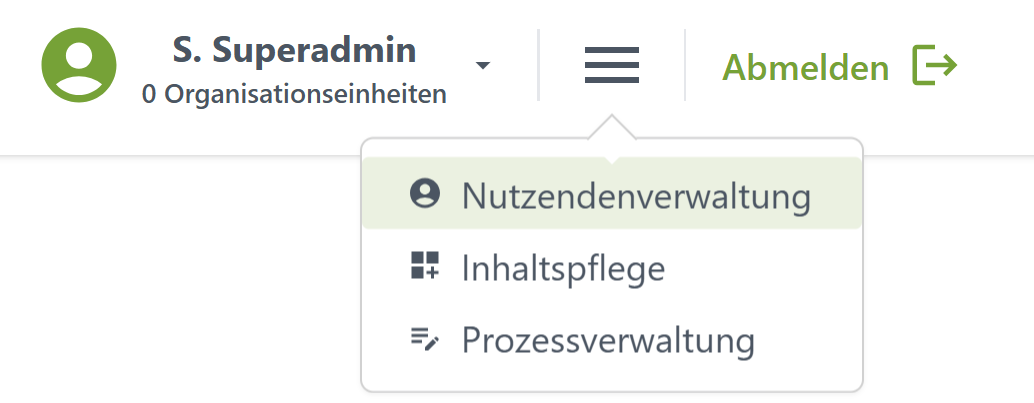 S. Superadmin
0 Organisationseinheiten
Abmelden
Nutzendenverwaltung
Inhaltspflege
Prozessverwaltung